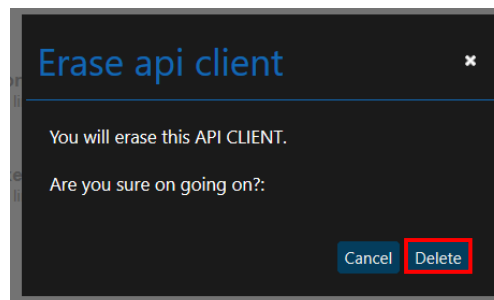 Erase api client
You will erase this API CLIENT.
Are you sure on going on?:
Cancel Delete